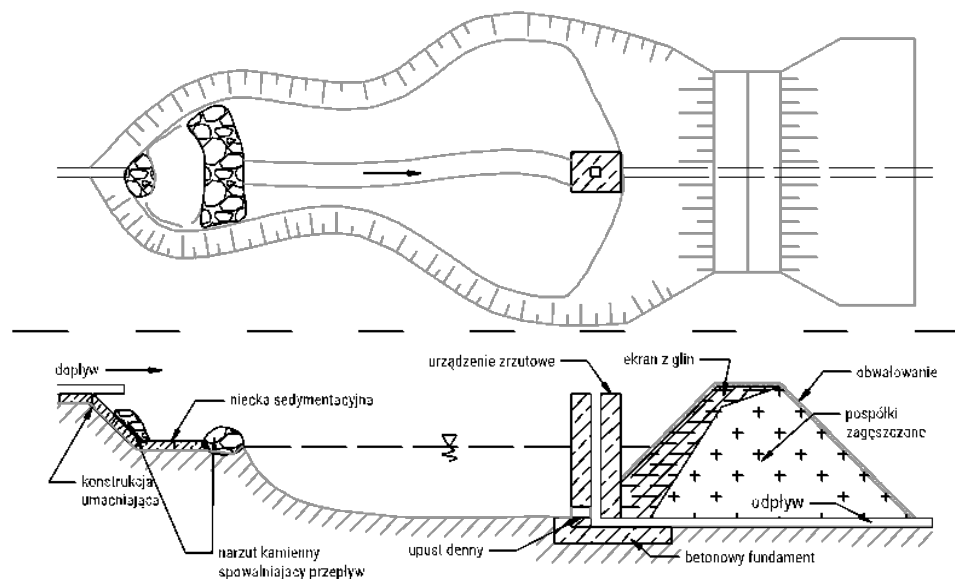 dopływ
urządzenie zrzutowe
ekran z glin
obwałowanie
niecka sedymentacyjna
pospółki
zagęszczane
konstrukcja
umacniająca
odpływ
narzut kamienny
spowalniający przepływ
upust denny
betonowy fundament